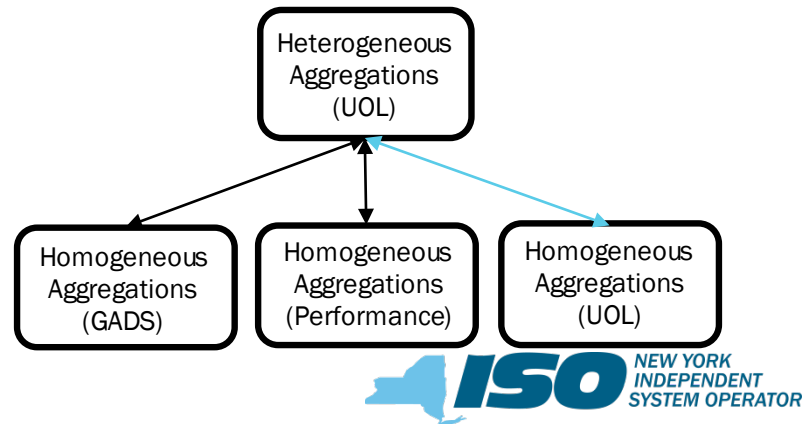 Heterogeneous
Aggregations
(UOL)
Homogeneous
Aggregations
(GADS)
Homogeneous
Aggregations
(Performance)
Homogeneous
Aggregations
(UOL)
ISO
NEW YORK
INDEPENDENT
SYSTEM OPERATOR